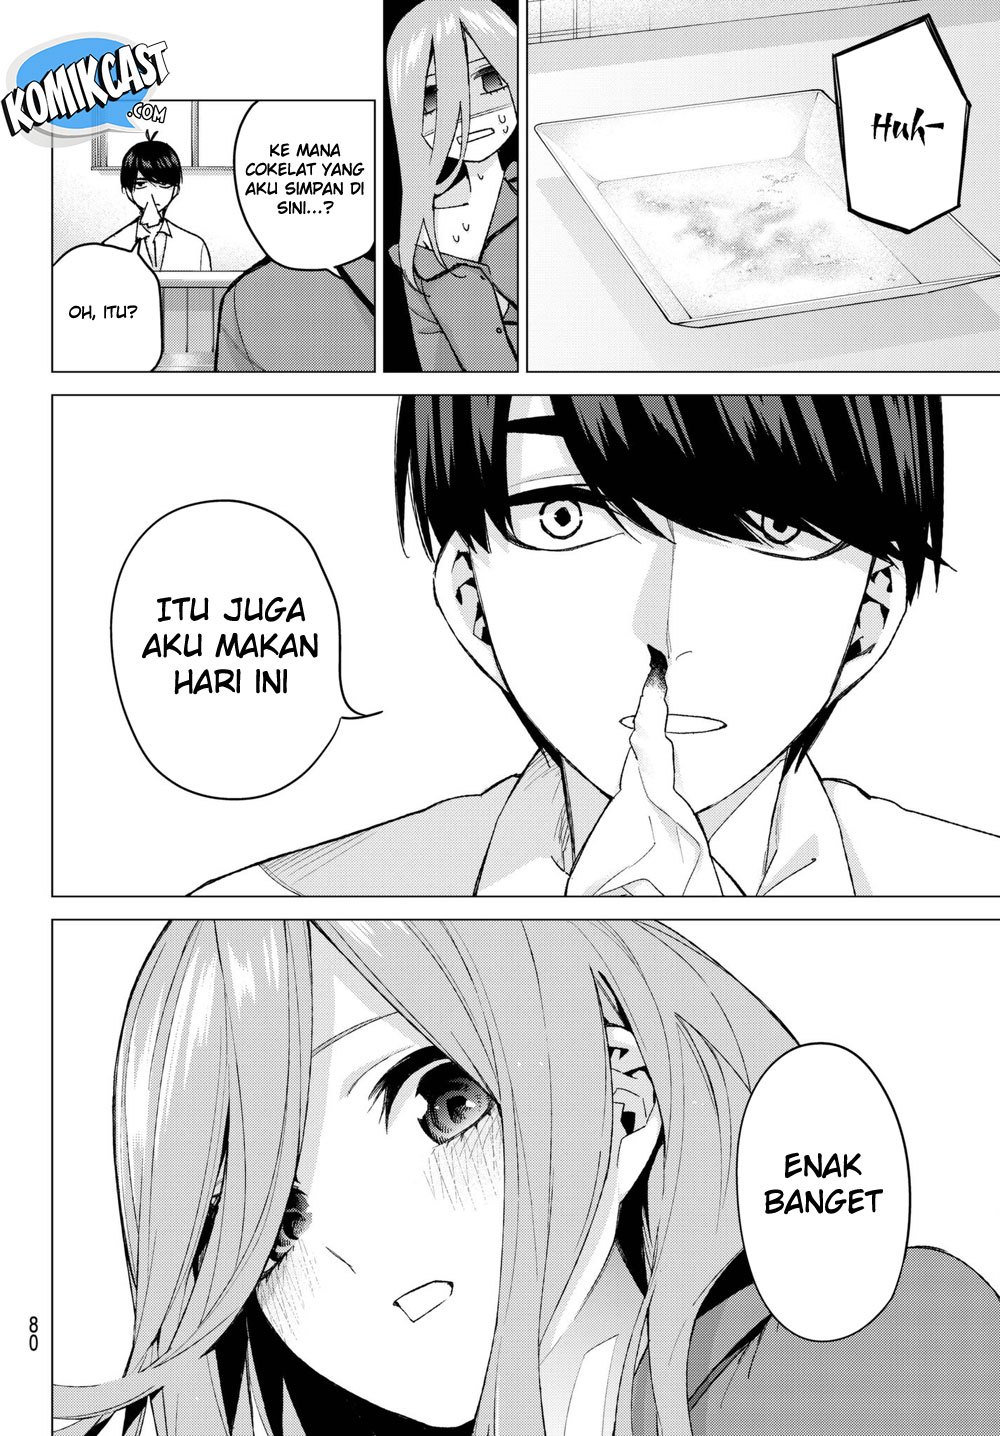 KOMIKCAST
.COM
Huh-
KE MANA
COKELAT YANG
AKU SIMPAN DI
SINI...?
OH, ITU?
ITU JUGA
AKU MAKAN
HARI INI
ENAK
BANGET
80